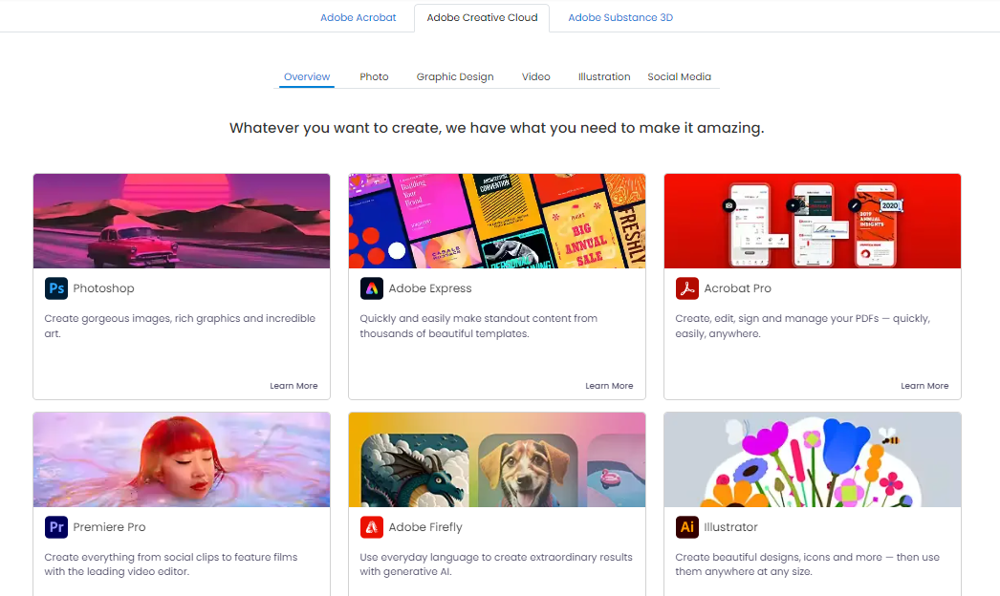 Adobe Acrobat
Adobe Creative Cloud
Adobe Substance 3D
Overview
Photo
Graphic Design
Video
Illustration
Social Media
Whatever you want to create, we have what you need to make it amazing.
Building
Your
Brand
CONVENTION
BIG
ANNUAL
SALE
FRESHLY
PERSONAL
2020
2019
ANNUAL
INSIGHTS
Ps Photoshop
Create gorgeous images, rich graphics and incredible
art.
Learn More
Adobe Express
Quickly and easily make standout content from
thousands of beautiful templates.
Learn More
Acrobat Pro
Create, edit, sign and manage your PDFs — quickly,
easily, anywhere.
Learn More
Pr Premiere Pro
Create everything from social clips to feature films
with the leading video editor.
Adobe Firefly
Use everyday language to create extraordinary results
with generative AI.
Ai Illustrator
Create beautiful designs, icons and more — then use
them anywhere at any size.